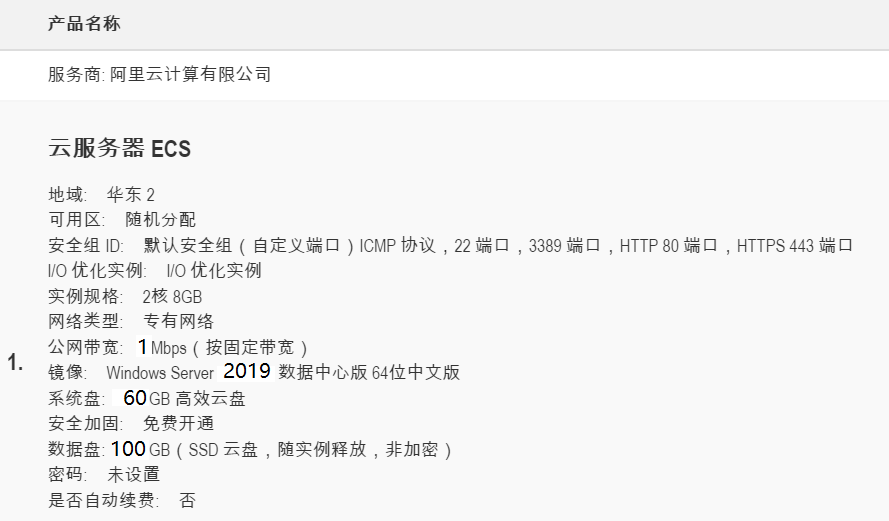 产品名称
服务商: 阿里云计算有限公司
云服务器 ECS
地域: 华东 2
可用区: 随机分配
安全组 ID: 默认安全组（自定义端口）ICMP 协议，22 端口，3389 端口，HTTP 80 端口，HTTPS 443 端口
I/O 优化实例: I/O 优化实例
实例规格: 2核 8GB
网络类型: 专有网络
公网带宽: 1Mbps（按固定带宽）
1.
镜像: Windows Server 2019 数据中心版 64位中文版
系统盘: 60GB 高效云盘
安全加固: 免费开通
数据盘: 100GB（SSD 云盘，随实例释放，非加密）
密码: 未设置
是否自动续费: 否